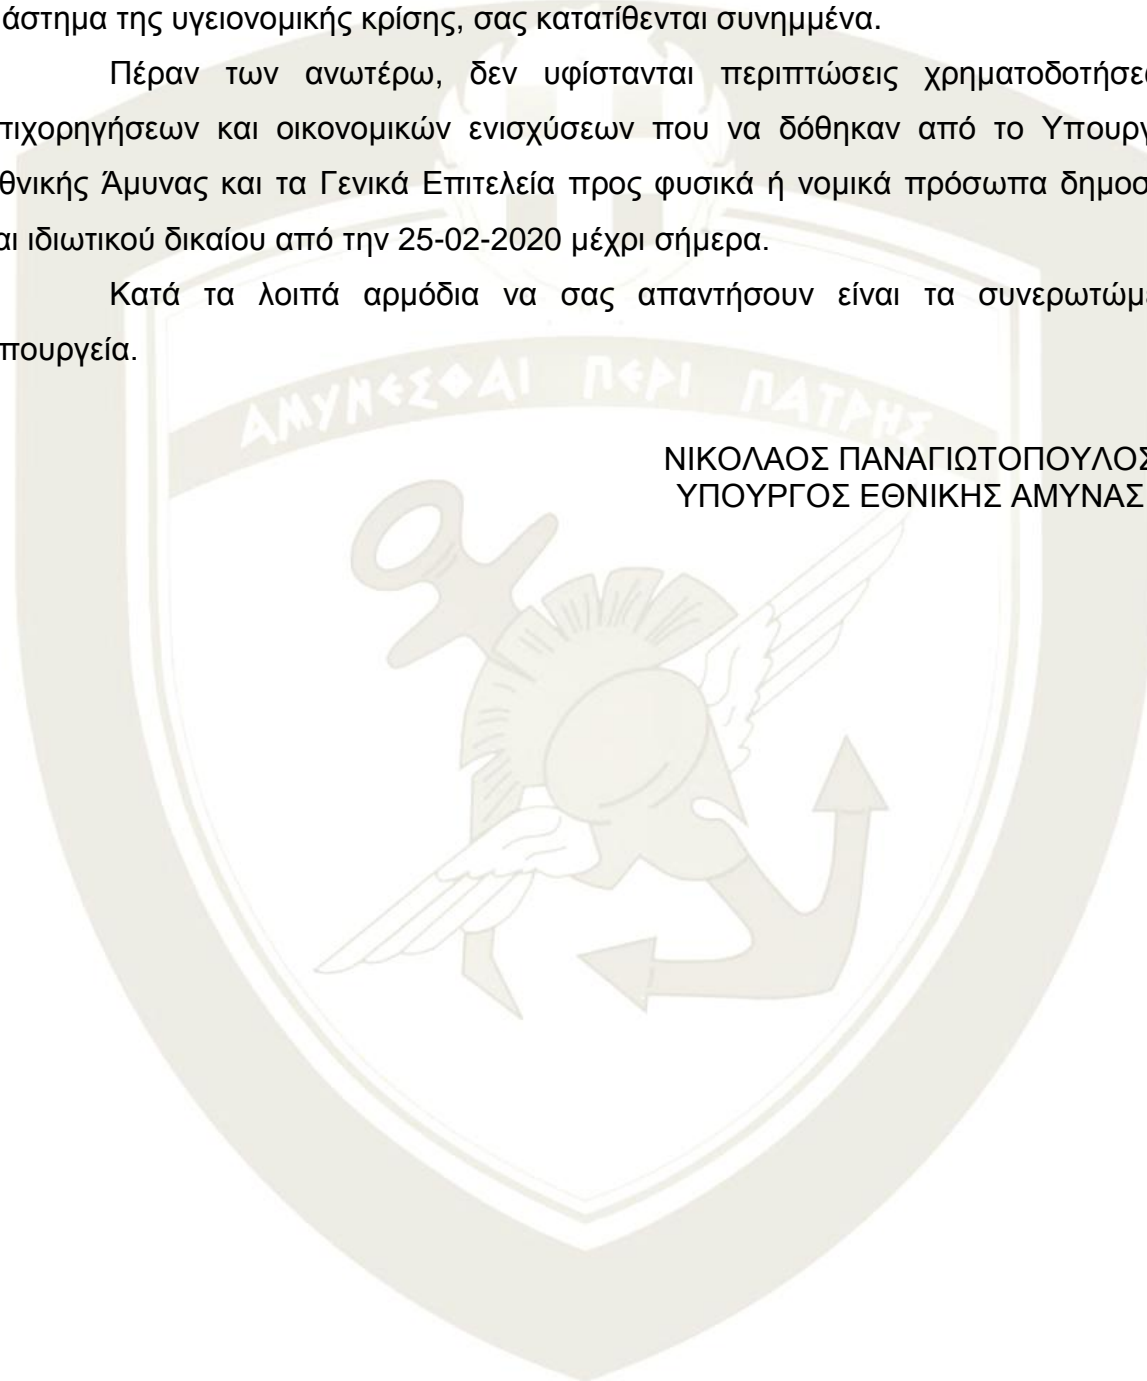 άστημα της υγειονομικής κρίσης, σας κατατίθενται συνημμένα.
Πέραν των ανωτέρω, δεν υφίστανται περιπτώσεις χρηματοδοτήσε
πιχορηγήσεων και οικονομικών ενισχύσεων που να δόθηκαν από το Υπουργ
θνικής Άμυνας και τα Γενικά Επιτελεία προς φυσικά ή νομικά πρόσωπα δημοσ
αι ιδιωτικού δικαίου από την 25-02-2020 μέχρι σήμερα.
Κατά τα λοιπά αρμόδια να σας απαντήσουν είναι τα συνερωτώμε
πουργεία.
ΑΜΥΝΕΣΘΑΙ ΠΕΡΙ ΠΑΤΡΗΣ
ΝΙΚΟΛΑΟΣ ΠΑΝΑΓΙΩΤΟΠΟΥΛΟΣ
ΥΠΟΥΡΓΟΣ ΕΘΝΙΚΗΣ ΑΜΥΝΑΣ